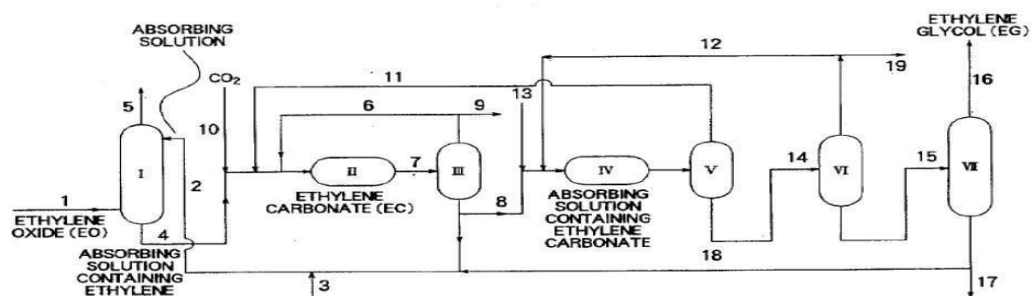 ABSORBING
SOLUTION
ETHYLENE
GLYCOL (EG)
12
19
CO₂
11
13
16
5
6
9
10
I
2
II
7
III
IV
V
14
VI
15
VII
1
ETHYLENE
OXIDE (EO)
4
ETHYLENE
CARBONATE (EC)
8
ABSORBING
SOLUTION
CONTAINING
ETHYLENE
CARBONATE
ABSORBING
SOLUTION
CONTAINING
ETHYLENE
18
3
17